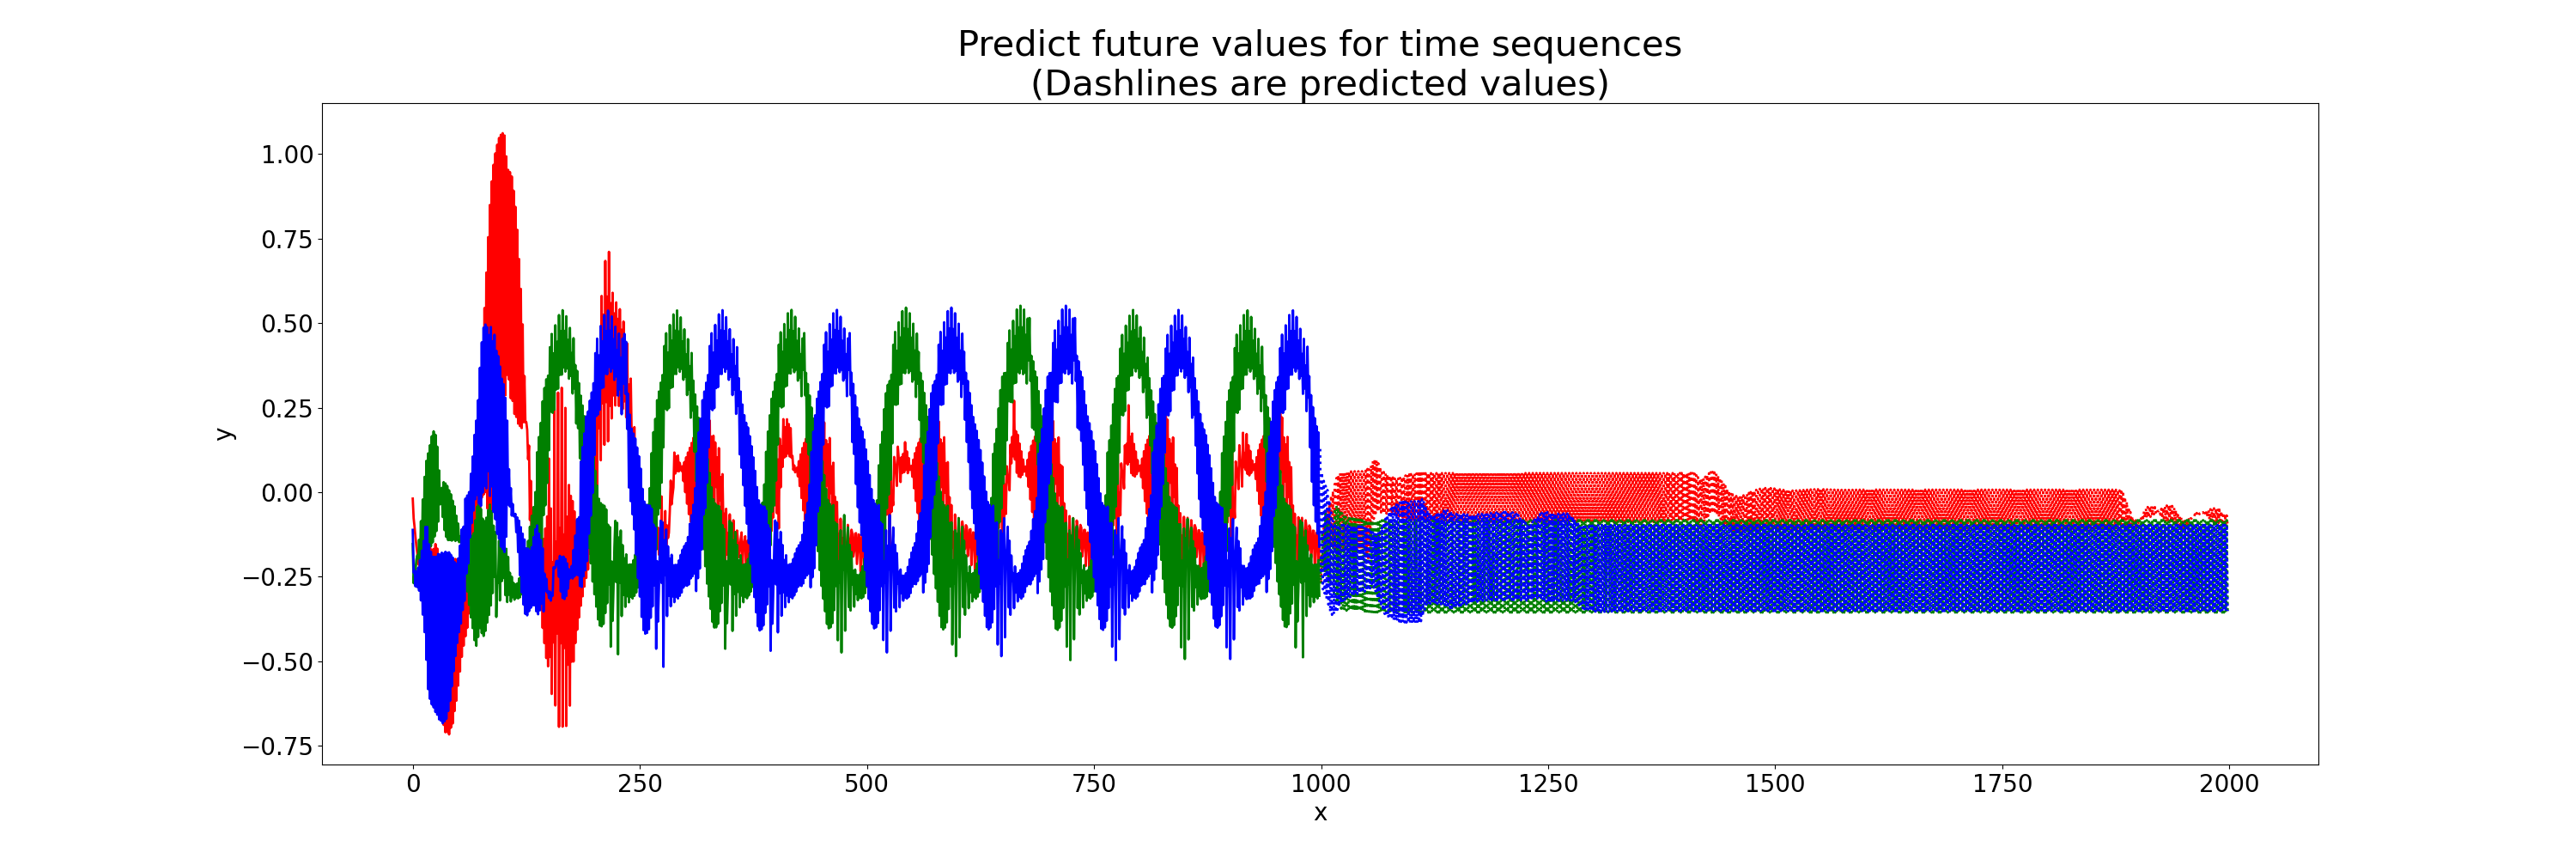 Predict future values for time sequences
(Dashlines are predicted values)
1.00
0.75
0.50
0.25
0.00
−0.25
−0.50
−0.75
y
0 250 500 750 1000 1250 1500 1750 2000
x